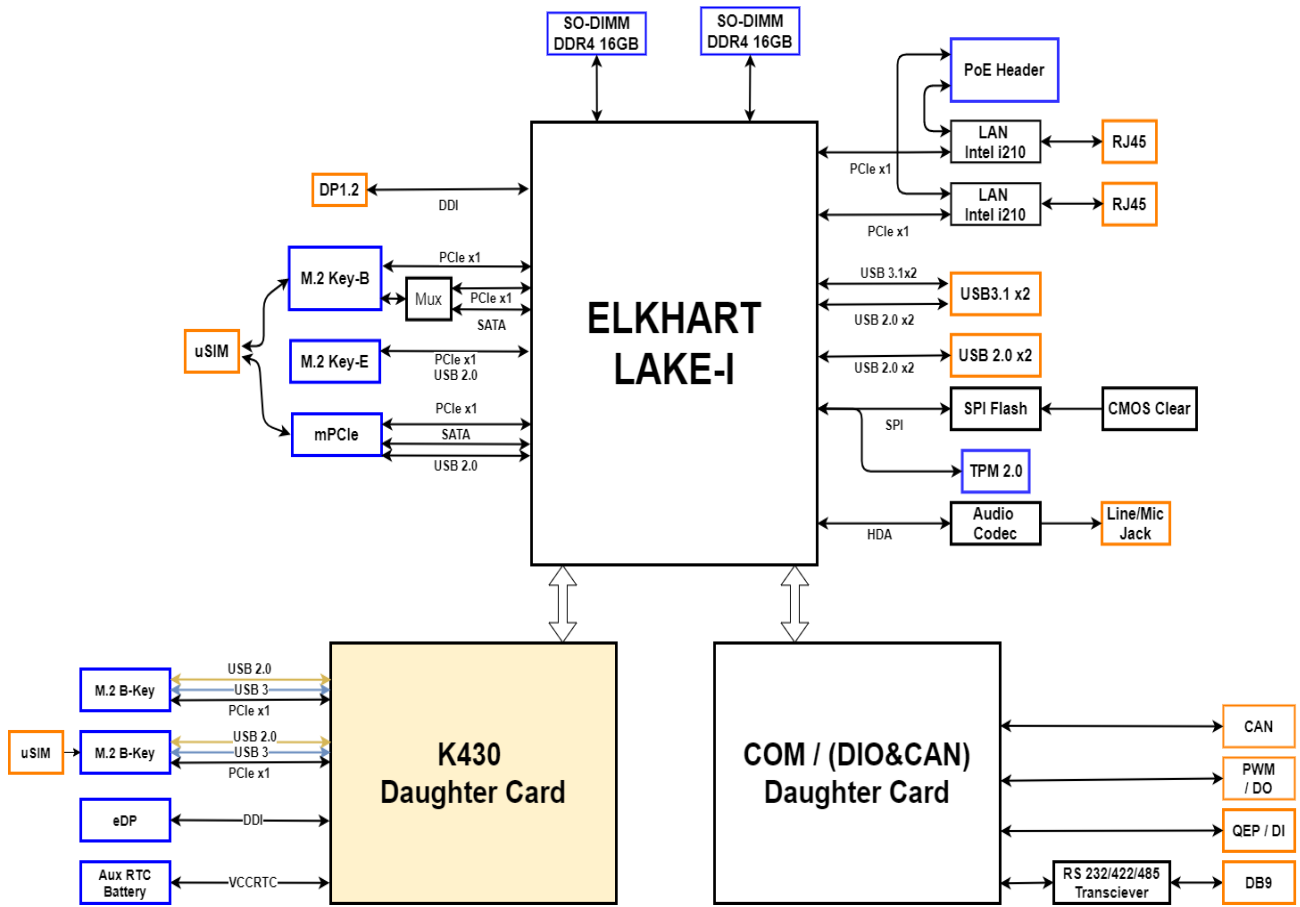 SO-DIMM
DDR4 16GB
SO-DIMM
DDR4 16GB
PoE Header
LAN
Intel i210
RJ45
PCIe x1
LAN
Intel i210
RJ45
PCIe x1
DP1.2
DDI
M.2 Key-B
PCIe x1
Mux
PCIe x1
SATA
uSIM
M.2 Key-E
PCIe x1
USB 2.0
mPCIe
PCIe x1
SATA
USB 2.0
ELKHART
LAKE-I
USB 3.1x2
USB3.1 x2
USB 2.0 x2
USB 2.0 x2
USB 2.0 x2
SPI Flash
CMOS Clear
SPI
TPM 2.0
Audio
Codec
Line/Mic
Jack
HDA
M.2 B-Key
USB 2.0
USB 3
PCIe x1
uSIM
M.2 B-Key
USB 2.0
USB 3
PCIe x1
eDP
DDI
Aux RTC
Battery
VCCRTC
K430
Daughter Card
COM / (DIO&CAN)
Daughter Card
CAN
PWM
/ DO
QEP / DI
RS 232/422/485
Transciever
DB9